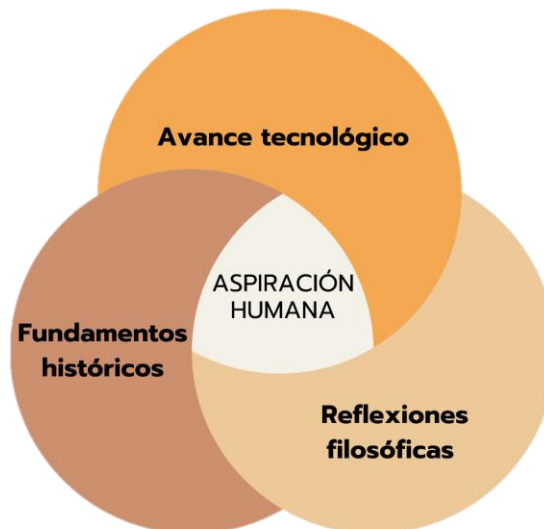 Avance tecnológico
ASPIRACIÓN
HUMANA
Fundamentos
históricos
Reflexiones
filosóficas